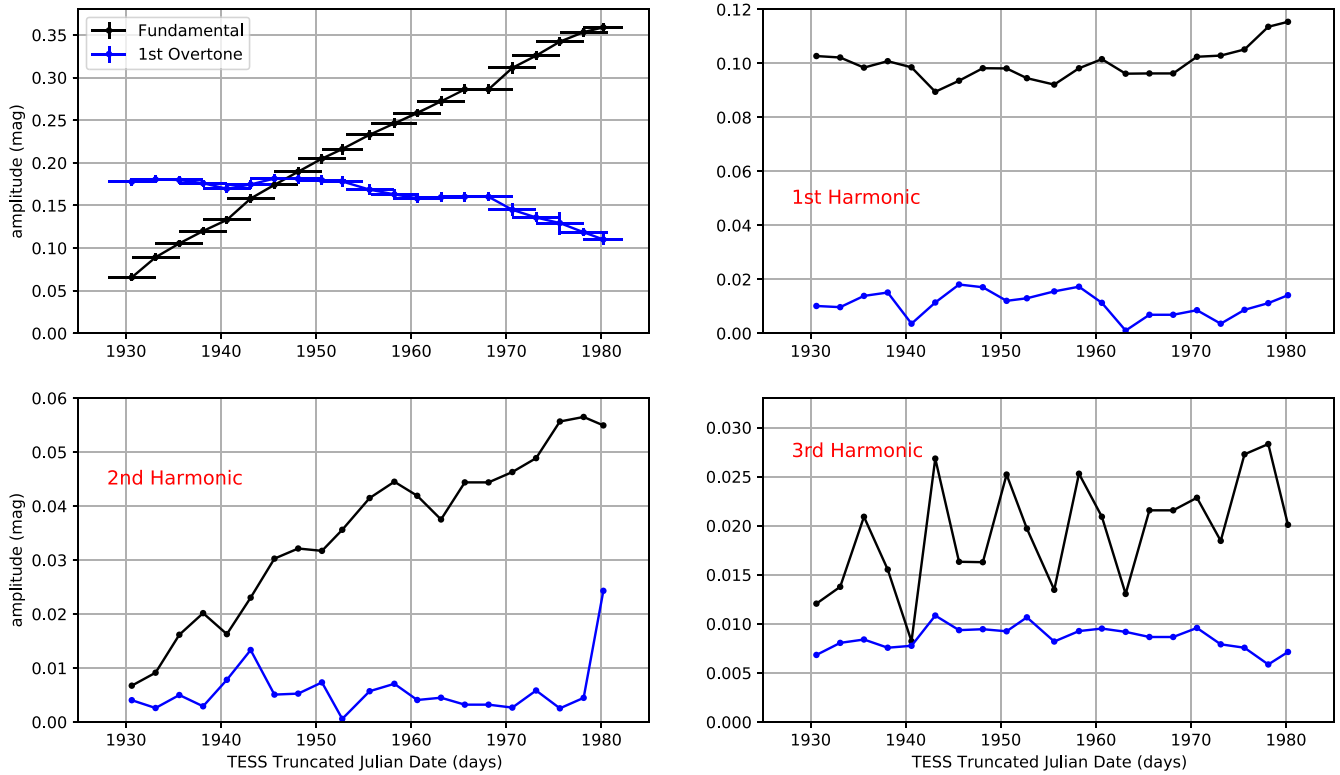 Fundamental
1st Overtone
amplitude (mag)
0.35
0.30
0.25
0.20
0.15
0.10
0.05
0.00
1930 1940 1950 1960 1970 1980
1st Harmonic
0.12
0.10
0.08
0.06
0.04
0.02
0.00
1930 1940 1950 1960 1970 1980
2nd Harmonic
amplitude (mag)
0.06
0.05
0.04
0.03
0.02
0.01
0.00
1930 1940 1950 1960 1970 1980
TESS Truncated Julian Date (days)
3rd Harmonic
0.030
0.025
0.020
0.015
0.010
0.005
0.000
1930 1940 1950 1960 1970 1980
TESS Truncated Julian Date (days)